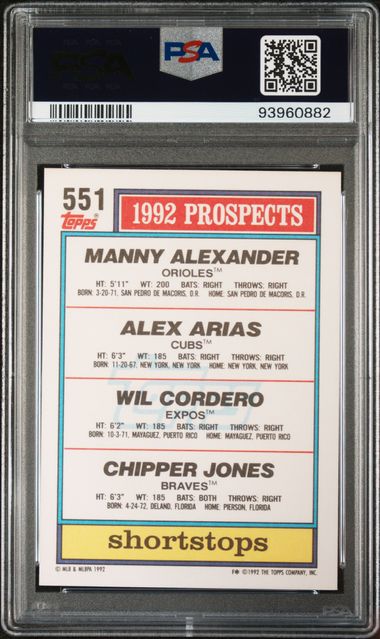 PSA
PSA
93960882
551
Topps®
1992 PROSPECTS
MANNY ALEXANDER
ORIOLES™
HT: 5'11" WT: 200 BATS: RIGHT THROWS: RIGHT
BORN: 3-20-71, SAN PEDRO DE MACORIS, D.R. HOME: SAN PEDRO DE MACORIS, D.R.
ALEX ARIAS
CUBS™
HT: 6'3" WT: 185 BATS: RIGHT THROWS: RIGHT
BORN: 11-20-67, NEW YORK, NEW YORK HOME: NEW YORK, NEW YORK
WIL CORDERO
EXPOS™
HT: 6'2" WT: 185 BATS: RIGHT THROWS: RIGHT
BORN: 10-3-71, MAYAGUEZ, PUERTO RICO HOME: MAYAGUEZ, PUERTO RICO
CHIPPER JONES
BRAVES™
HT: 6'3" WT: 185 BATS: BOTH THROWS: RIGHT
BORN: 4-24-72, DELAND, FLORIDA HOME: PIERSON, FLORIDA
shortstops
© MLB & MLBPA 1992 F* ©1992 THE TOPPS COMPANY, INC.